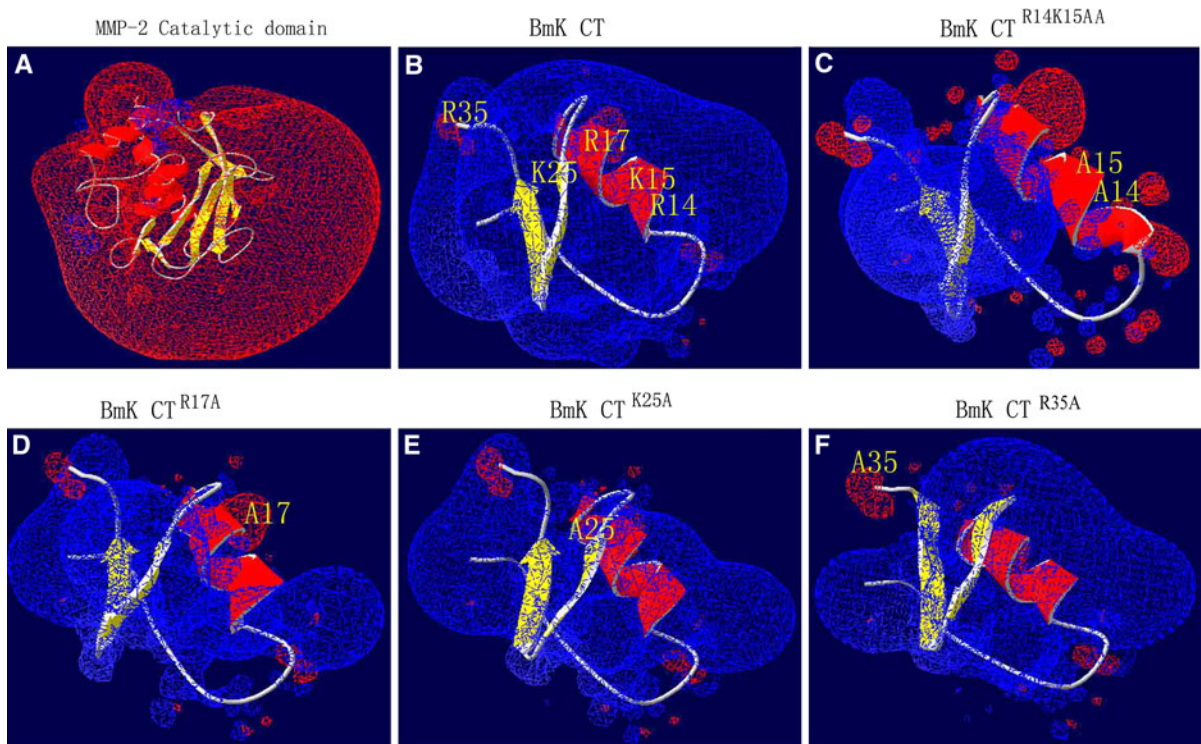 MMP-2 Catalytic domain
BmK CT
BmK CT R14K15AA
A
B
R35
R17
K25
K15
R14
C
A15
A14
BmK CT R17A
BmK CT K25A
BmK CT R35A
D
A17
E
A25
F
A35